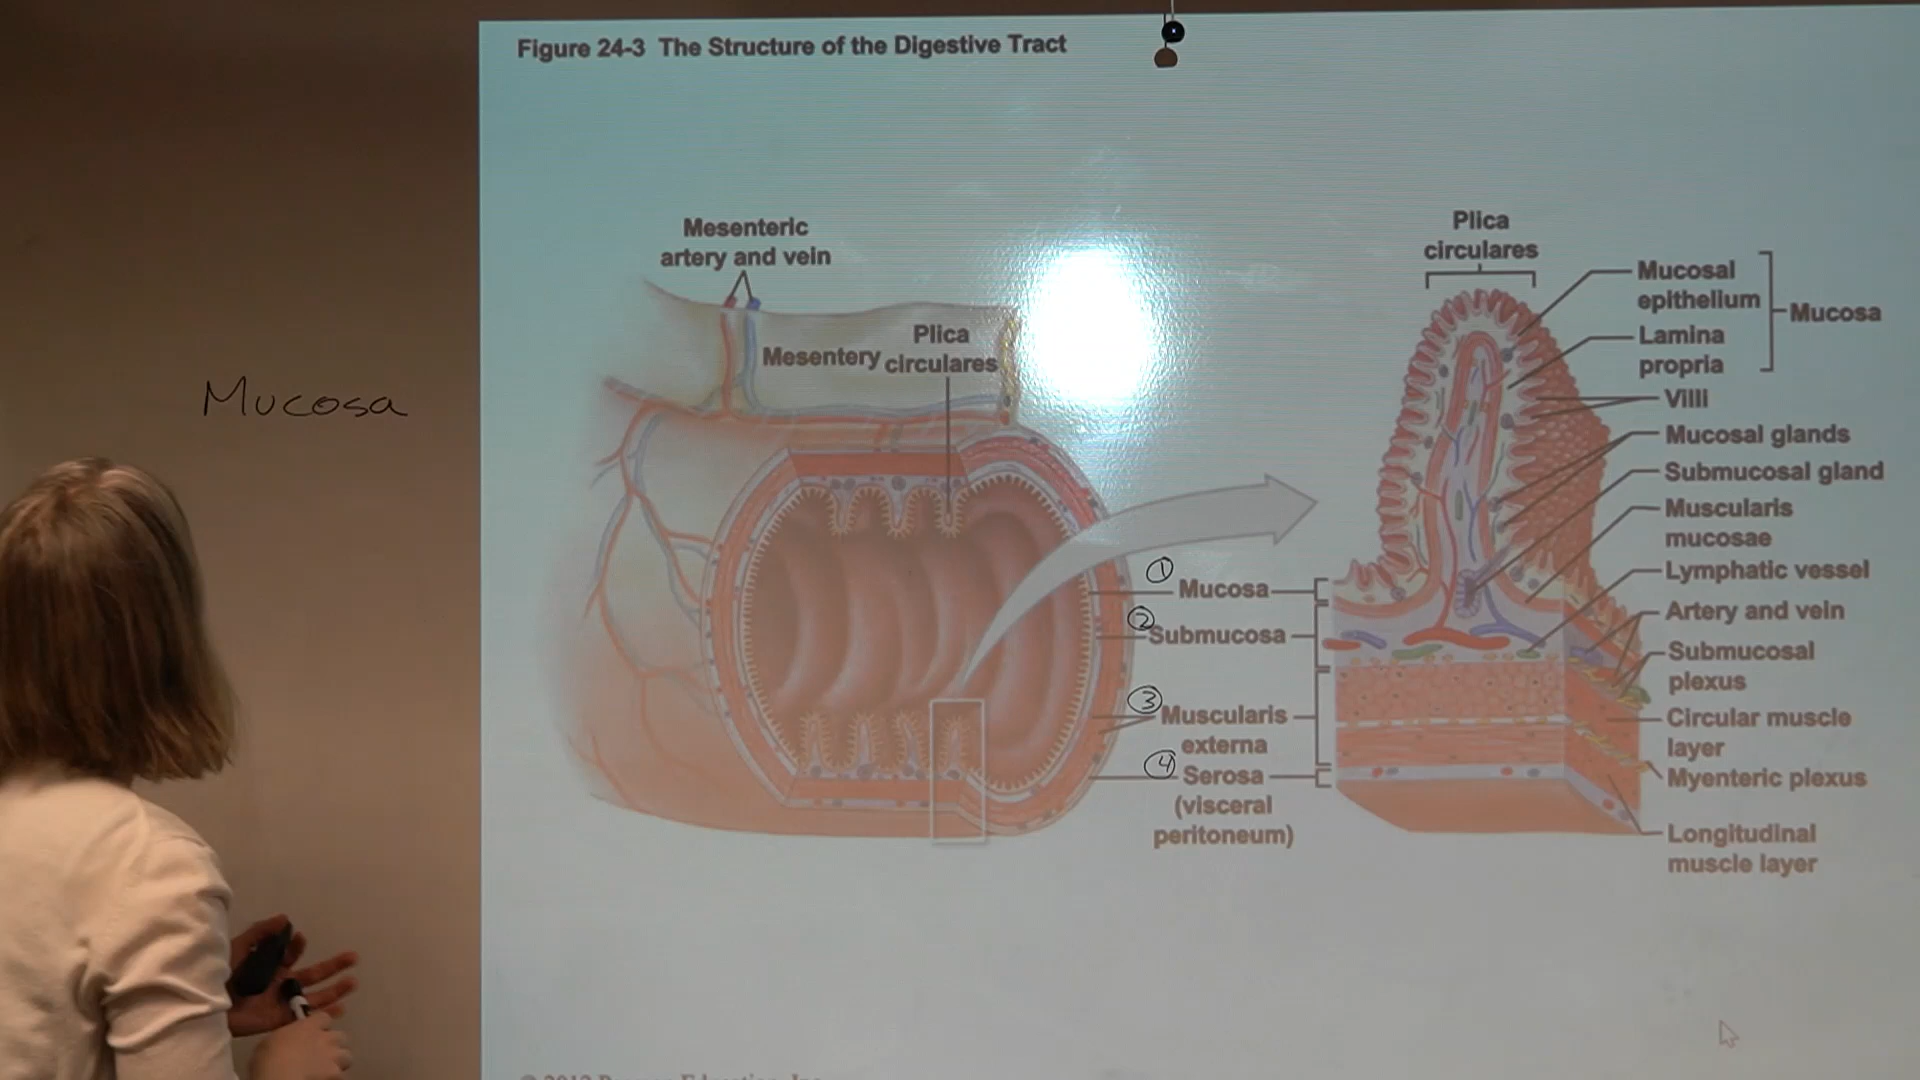 Figure 24-3 The Structure of the Digestive Tract
Mesenteric
artery and vein
Mesentery
Plica
circulares
Mucosa
① Mucosa
② Submucosa
③ Muscularis
externa
④ Serosa
(visceral
peritoneum)
Plica
circulares
Mucosal
epithelium
Mucosa
Lamina
propria
Villi
Mucosal glands
Submucosal gland
Muscularis
mucosae
Lymphatic vessel
Artery and vein
Submucosal
plexus
Circular muscle
layer
Myenteric plexus
Longitudinal
muscle layer